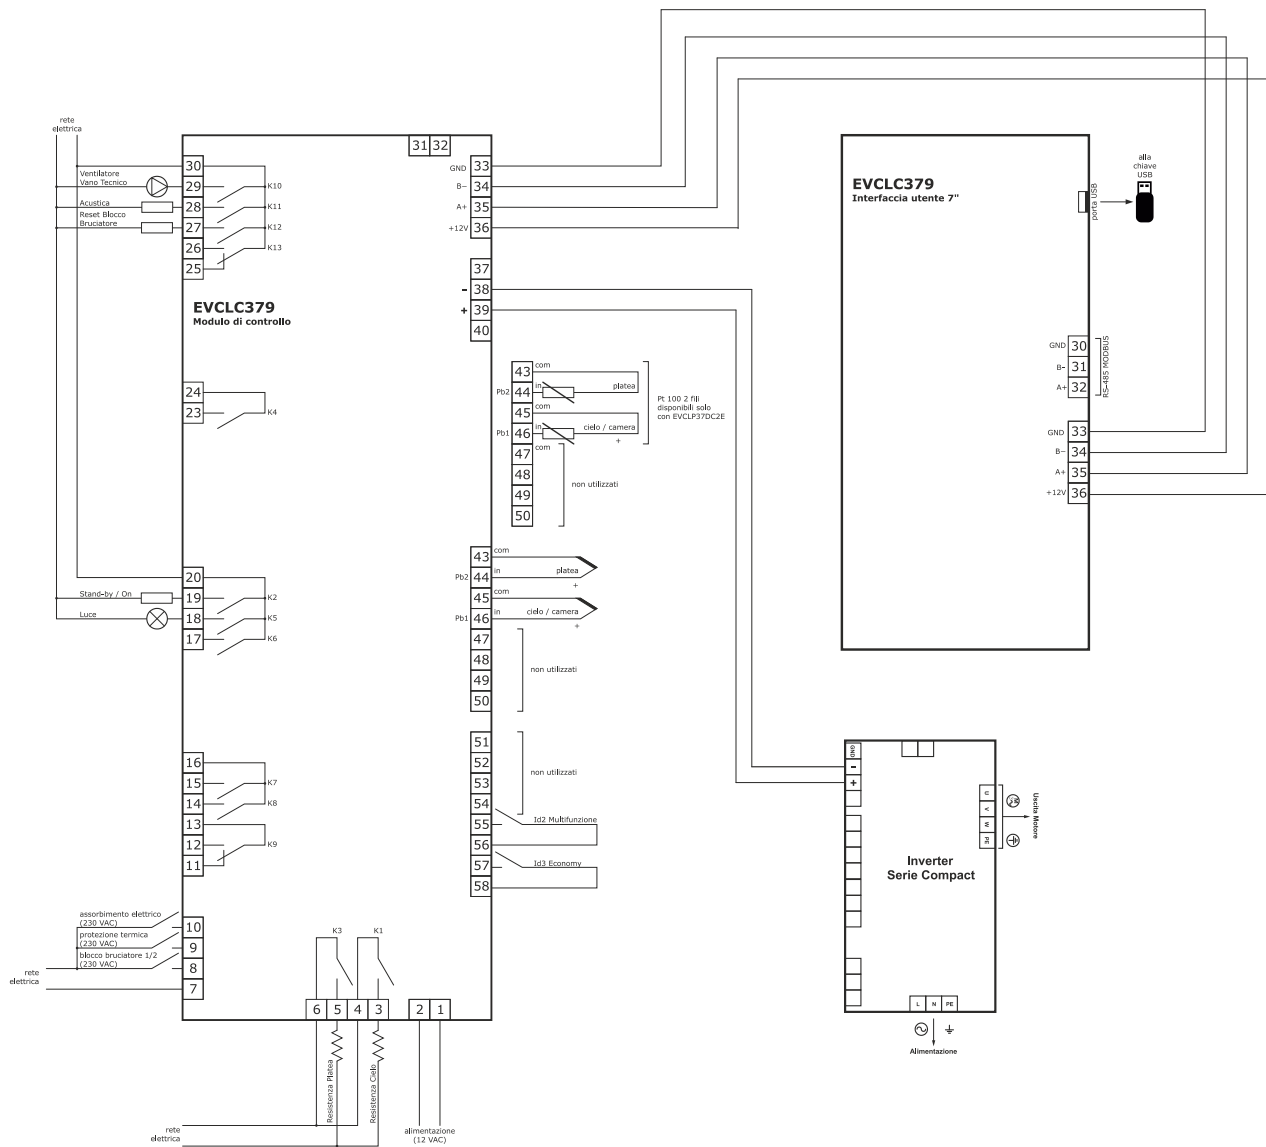 rete
elettrica
31 32
30
Ventilatore
Vano Tecnico
29
K10
Acustica
28
K11
Reset Blocco
Bruciatore
27
K12
26
K13
25
EVCLC379
Modulo di controllo
GND 33
B- 34
A+ 35
+12V 36
37
- 38
+ 39
40
24
23
K4
43 com
Pb2 44 in platea
45 com
Pb1 46 in cielo / camera
+
47 com
48
49
50
non utilizzati
Pt 100 2 fili
disponibili solo
con EVCLP37DC2E
20
Stand-by / On
19
K2
Luce
18
K5
17
K6
43 com
Pb2 44 in platea
+
45 com
Pb1 46 in cielo / camera
+
47
48
49
50
non utilizzati
16
15
K7
14
K8
13
12
K9
11
51
52
53
54
non utilizzati
55
Id2 Multifunzione
56
57
Id3 Economy
58
assorbimento elettrico
(230 VAC)
10
protezione termica
(230 VAC)
9
blocco bruciatore 1/2
(230 VAC)
8
rete
elettrica
7
K3
K1
6 5 4 3
2 1
Resistenza Platea
Resistenza Cielo
rete
elettrica
alimentazione
(12 VAC)
EVCLC379
Interfaccia utente 7"
porta USB
alla
chiave
USB
GND 30
B- 31
A+ 32
RS-485 MODBUS
GND 33
B- 34
A+ 35
+12V 36
GND
-
+
U
V
W
PE
Uscita Motore
Inverter
Serie Compact
L N PE
Alimentazione